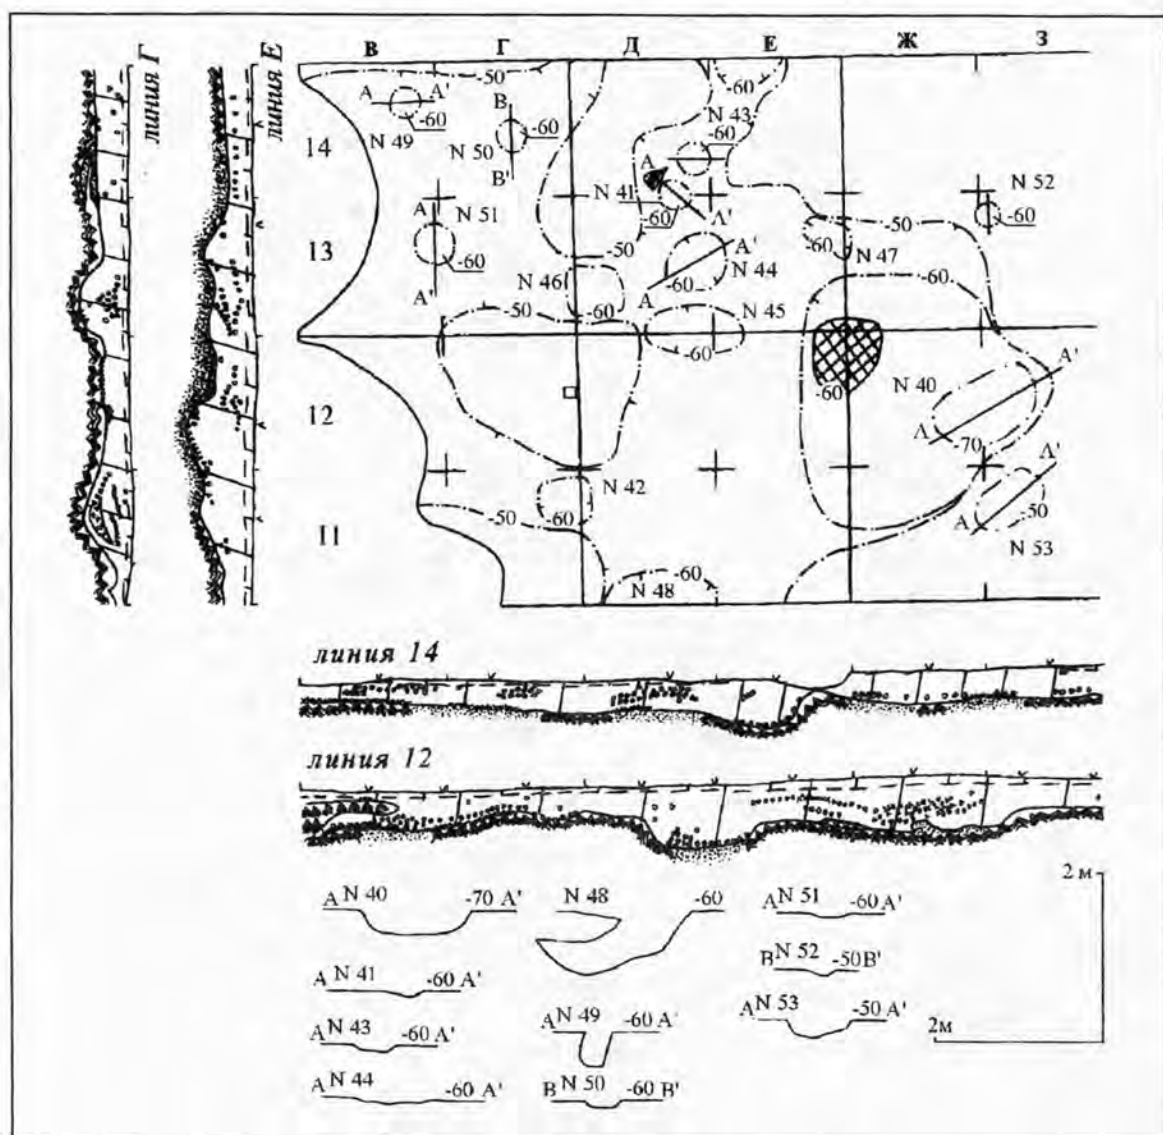 линия Г
линия Е
В Г Д Е Ж З
14
13
12
11
-50
А А'
-60
N 49
В
-60
N 50
В'
-60
N 43
-60
А
N 41
-60
А'
N 52
-60
А
N 51
-60
А'
-50
N 46
-60
А'
N 44
-60
А
-50
-60
N 47
-60
-50
N 45
-60
-60
N 40
А'
А
-70
N 42
-60
-50
А'
А
-50
N 53
-60
N 48
линия 14
линия 12
А N 40 -70 А'
N 48 -60
А N 51 -60 А'
А N 41 -60 А'
В N 52 -50 В'
А N 43 -60 А'
А N 49 -60 А'
А N 53 -50 А'
А N 44 -60 А'
В N 50 -60 В'
2 м
2м